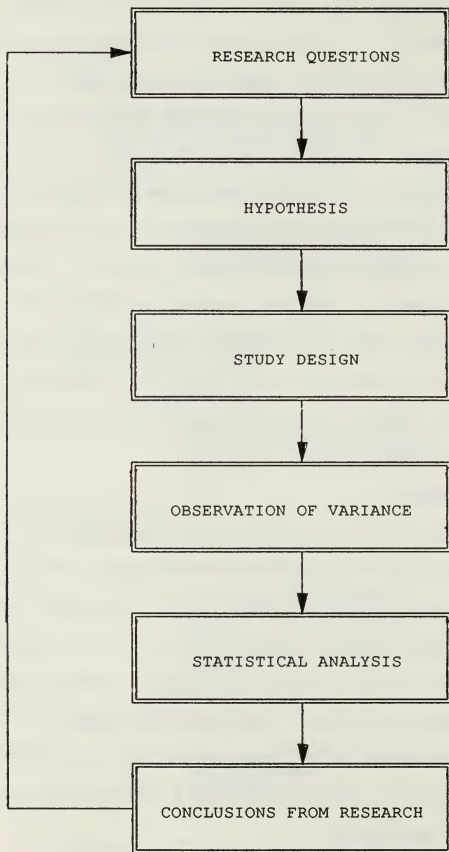 RESEARCH QUESTIONS
HYPOTHESIS
STUDY DESIGN
OBSERVATION OF VARIANCE
STATISTICAL ANALYSIS
CONCLUSIONS FROM RESEARCH